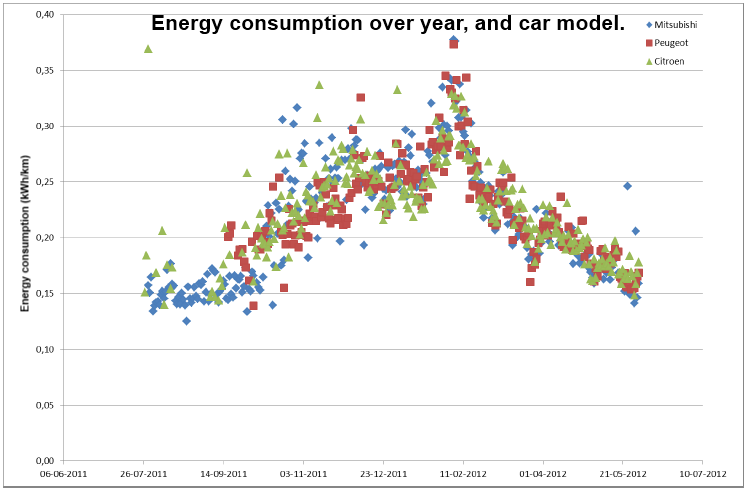 Energy consumption over year, and car model.
Mitsubishi
Peugeot
Citroen
Energy consumption (kWh/km)
0,40
0,35
0,30
0,25
0,20
0,15
0,10
0,05
0,00
06-06-2011 26-07-2011 14-09-2011 03-11-2011 23-12-2011 11-02-2012 01-04-2012 21-05-2012 10-07-2012